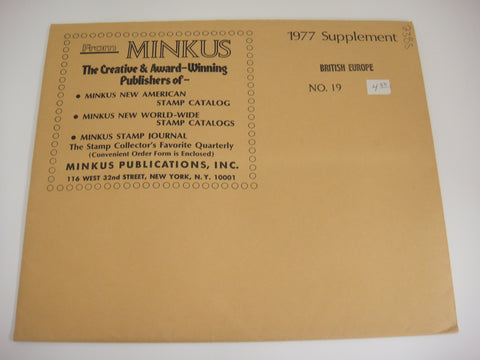 From MINKUS
The Creative & Award-Winning
Publishers of-
• MINKUS NEW AMERICAN
STAMP CATALOG
• MINKUS NEW WORLD-WIDE
STAMP CATALOGS
• MINKUS STAMP JOURNAL
The Stamp Collector's Favorite Quarterly
(Convenient Order Form is Enclosed)
MINKUS PUBLICATIONS, INC.
116 WEST 32nd STREET, NEW YORK, N.Y. 10001
1977 Supplement
BRITISH EUROPE
NO. 19